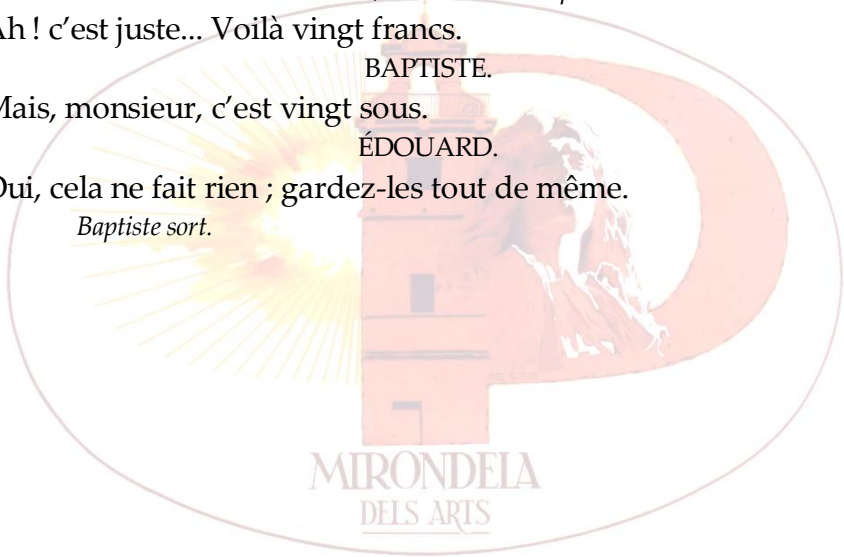 Ah ! c’est juste... Voilà vingt francs.
BAPTISTE.
Mais, monsieur, c’est vingt sous.
ÉDOUARD.
Oui, cela ne fait rien ; gardez-les tout de même.
Baptiste sort.
MIRONDELA
DELS ARTS